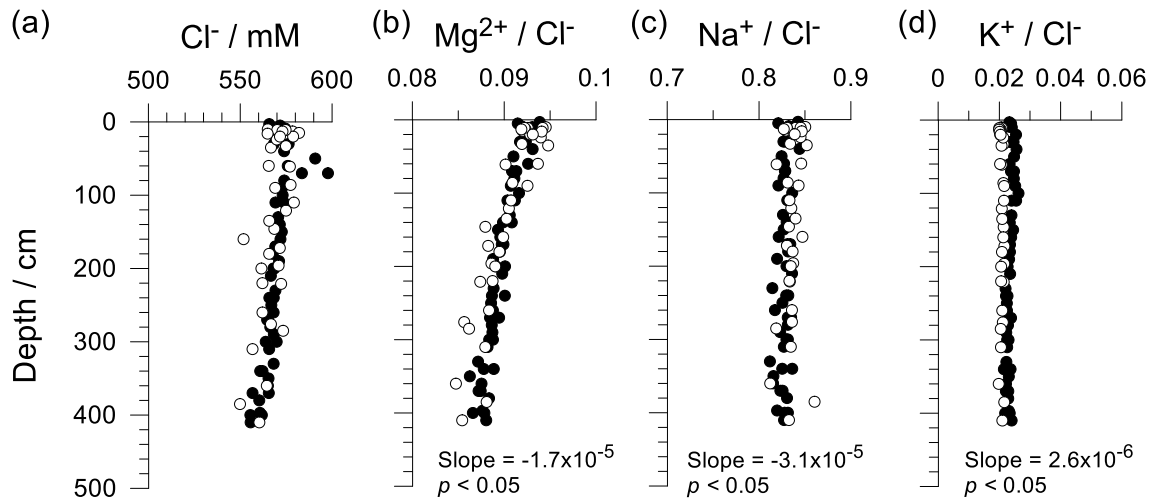 (a) (b) (c) (d)
Cl⁻ / mM Mg²⁺ / Cl⁻ Na⁺ / Cl⁻ K⁺ / Cl⁻
500 550 600 0.08 0.09 0.1 0.7 0.8 0.9 0 0.02 0.04 0.06
0
100
200
300
400
500
Depth / cm
Slope = -1.7x10⁻⁵ Slope = -3.1x10⁻⁵ Slope = 2.6x10⁻⁶
p < 0.05 p < 0.05 p < 0.05